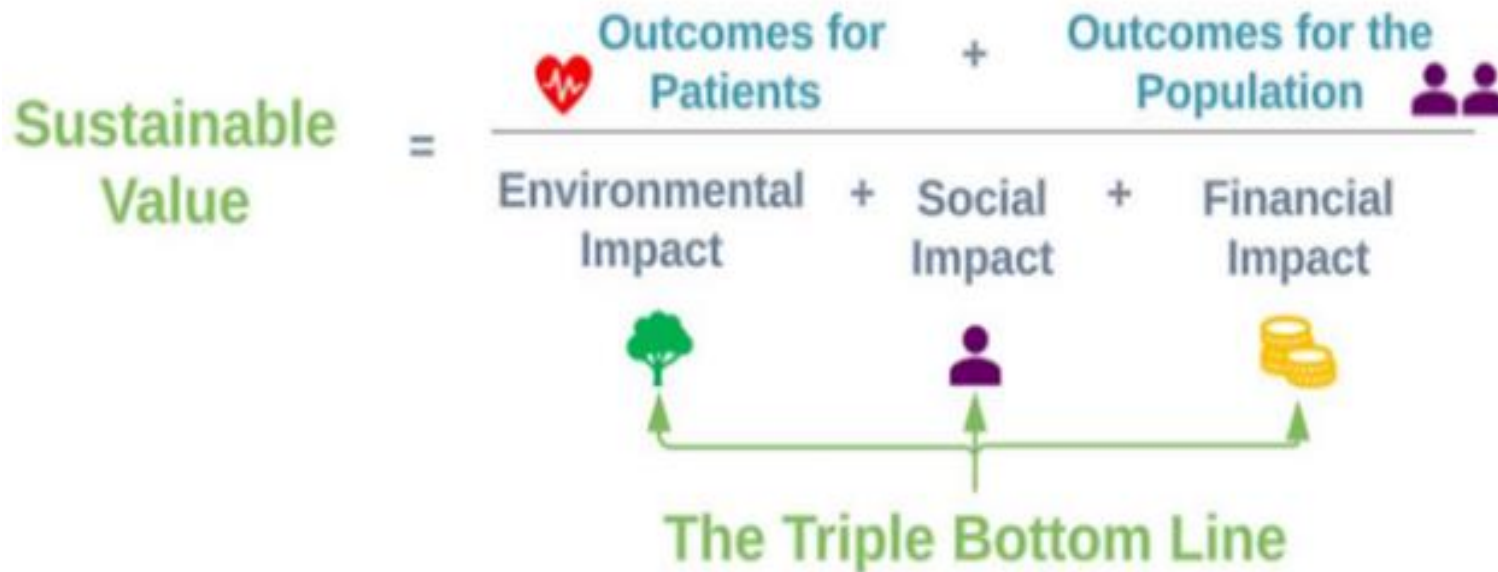 Sustainable
Value
=
Outcomes for
Patients
+
Outcomes for the
Population
Environmental
Impact
+
Social
Impact
+
Financial
Impact
The Triple Bottom Line